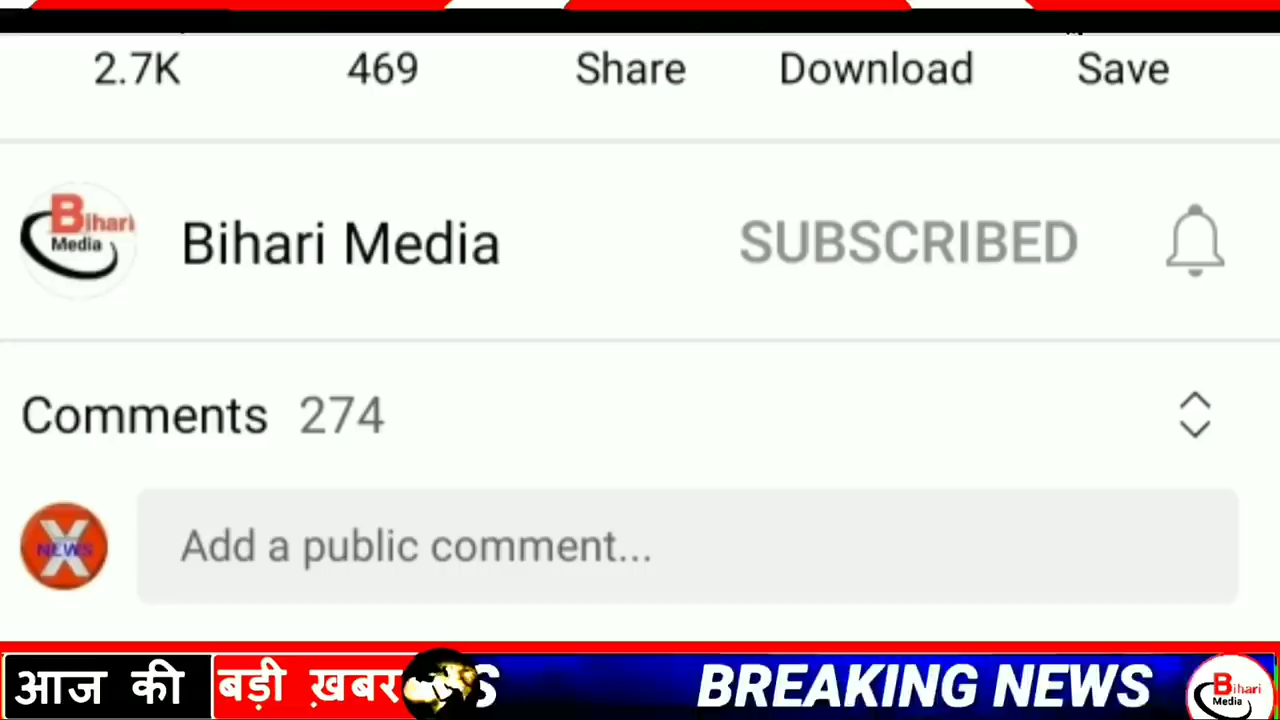 2.7K 469 Share Download Save
Bihari Media
Bihari Media SUBSCRIBED
Comments 274
NEWS X
Add a public comment...
आज की बड़ी ख़बर S BREAKING NEWS
Bihari Media